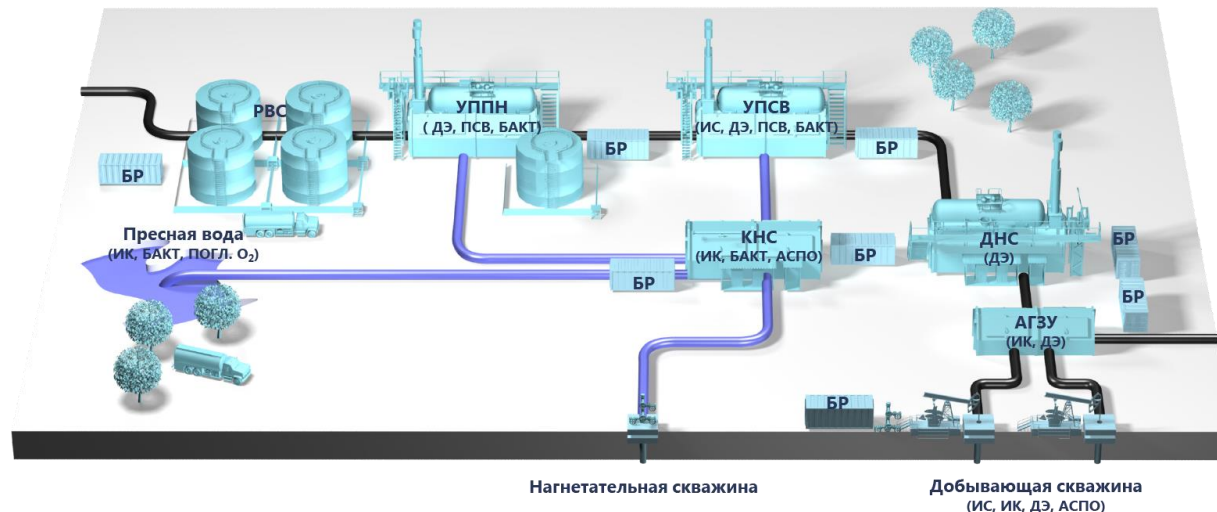 РВС
УППН
( ДЭ, ПСВ, БАКТ)
УПСВ
(ИС, ДЭ, ПСВ, БАКТ)
БР
БР
БР
Пресная вода
(ИК, БАКТ, ПОГЛ. О₂)
КНС
(ИК, БАКТ, АСПО)
БР
БР
ДНС
(ДЭ)
БР
БР
АГЗУ
(ИК, ДЭ)
БР
Нагнетательная скважина
Добывающая скважина
(ИС, ИК, ДЭ, АСПО)